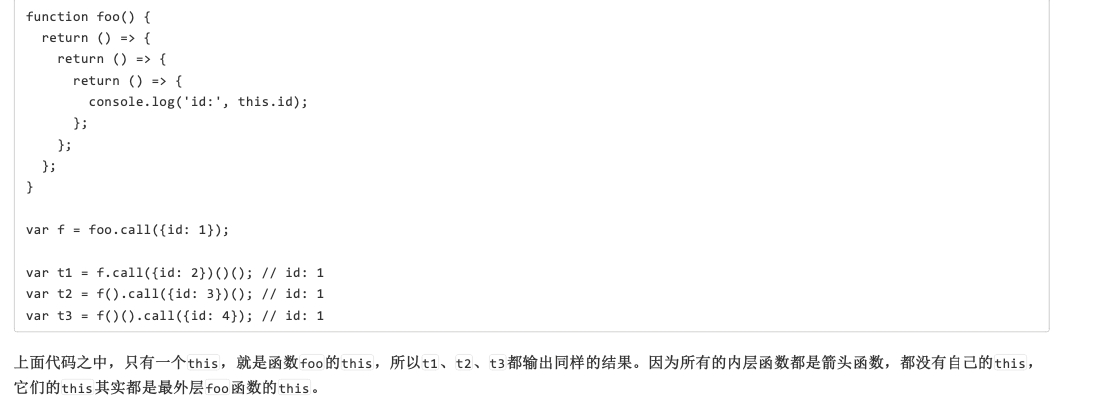 function foo() {
  return () => {
    return () => {
      return () => {
        console.log('id:', this.id);
      };
    };
  };
}
var f = foo.call({id: 1});
var t1 = f.call({id: 2})()(); // id: 1
var t2 = f().call({id: 3})(); // id: 1
var t3 = f()().call({id: 4}); // id: 1
上面代码之中，只有一个this，就是函数foo的this，所以t1、t2、t3都输出同样的结果。因为所有的内层函数都是箭头函数，都没有自己的this，
它们的this其实都是最外层foo函数的this。